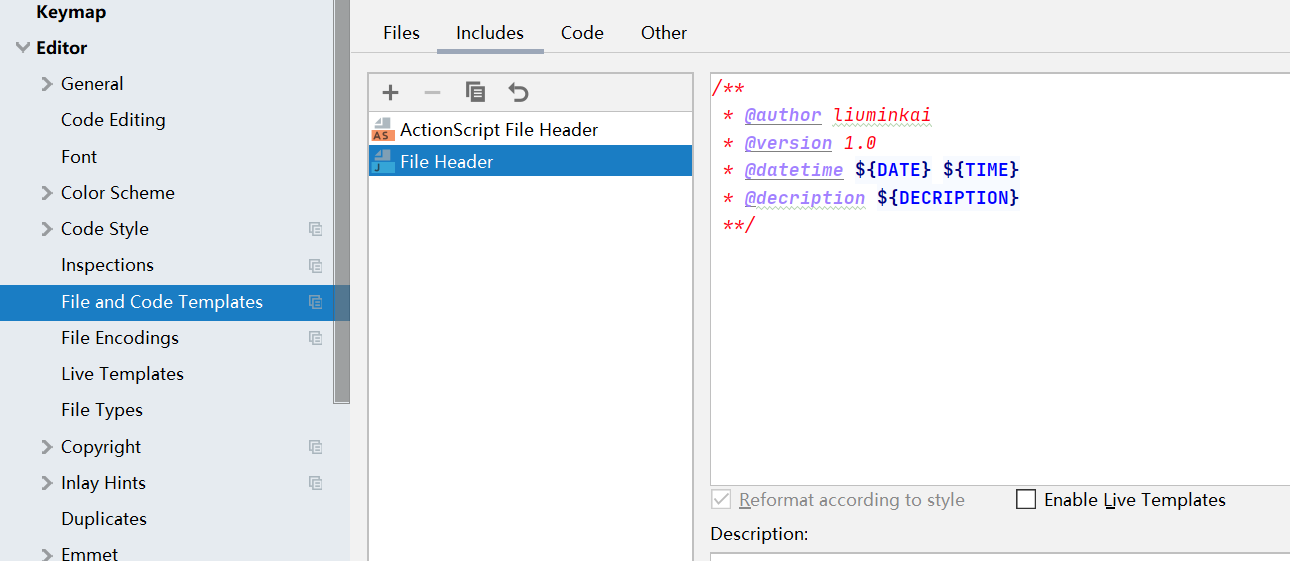 Keymap
Editor
General
Code Editing
Font
Color Scheme
Code Style
Inspections
File and Code Templates
File Encodings
Live Templates
File Types
Copyright
Inlay Hints
Duplicates
Emmet
Files Includes Code Other
AS ActionScript File Header
J File Header
/**
* @author liuminkai
* @version 1.0
* @datetime ${DATE} ${TIME}
* @decription ${DECRIPTION}
**/
Reformat according to style Enable Live Templates
Description: